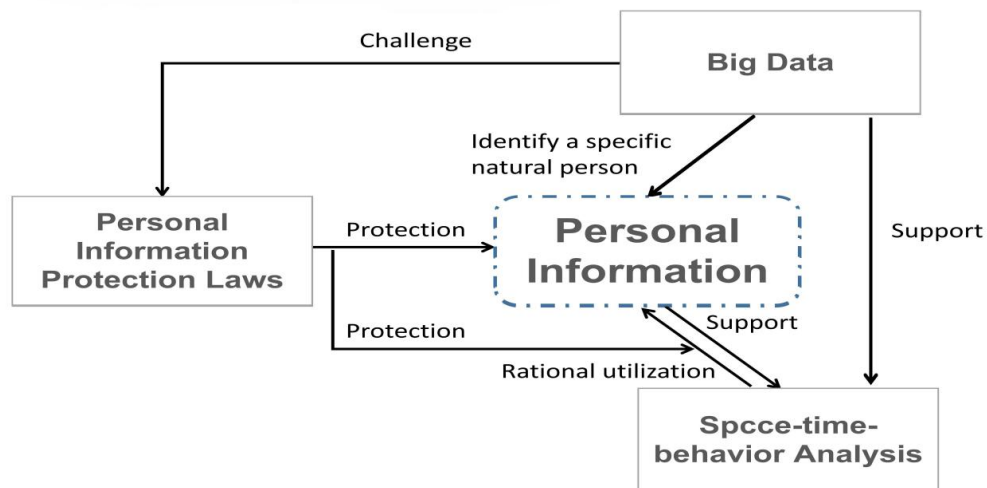 Challenge
Big Data
Identify a specific
natural person
Personal
Information
Protection Laws
Protection
Personal
Information
Support
Protection
Support
Rational utilization
Spcce-time-
behavior Analysis